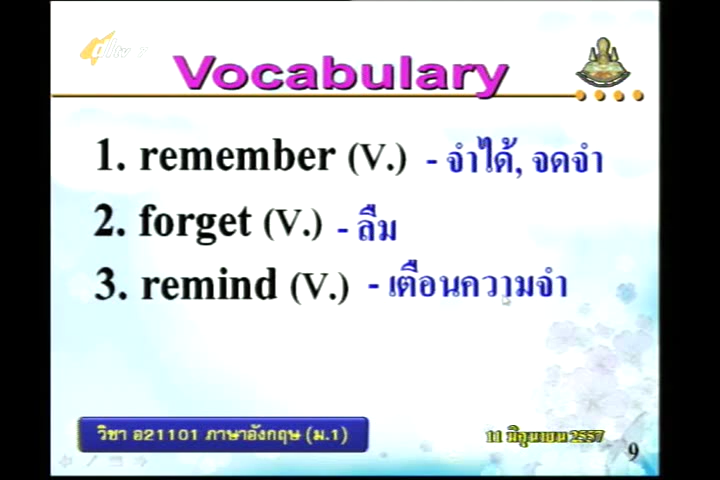 Vocabulary
1. remember (V.) - จำได้, จดจำ
2. forget (V.) - ลืม
3. remind (V.) - เตือนความจำ
วิชา อ21101 ภาษาอังกฤษ (ม.1)
11 มิถุนายน 2557
9